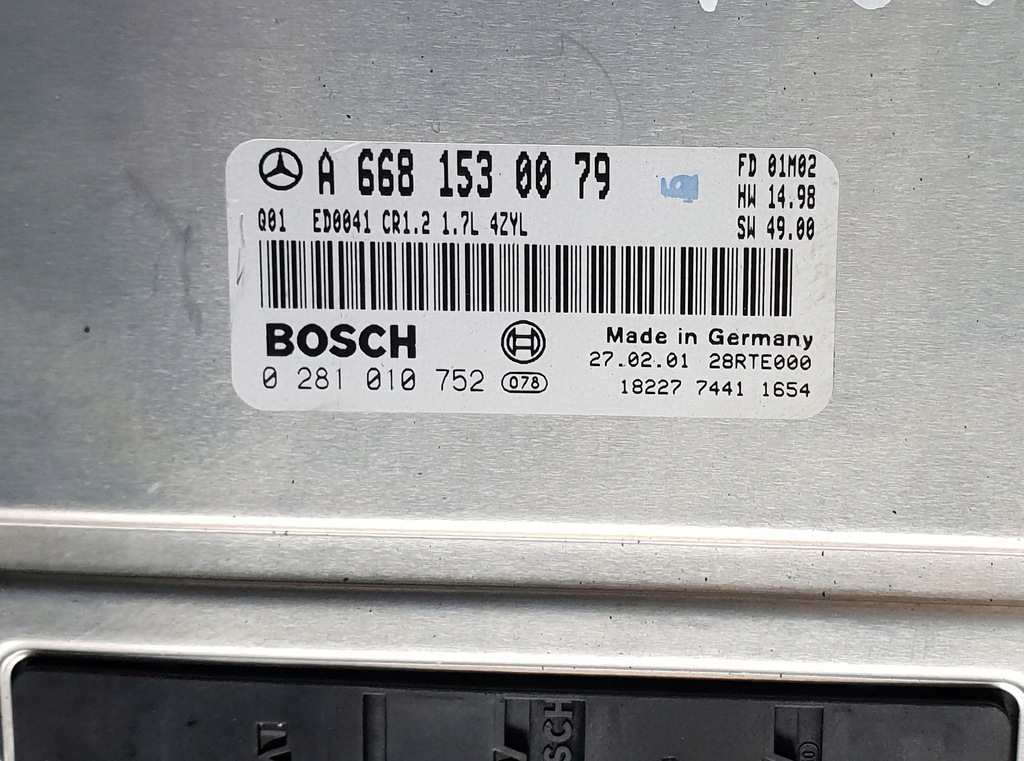 A 668 153 00 79
FD 01M02
HW 14.98
SW 49.00
Q01 ED0041 CR1.2 1.7L 4ZYL
BOSCH
Made in Germany
27.02.01 28RTE000
0 281 010 752 078
18227 7441 1654
SCH